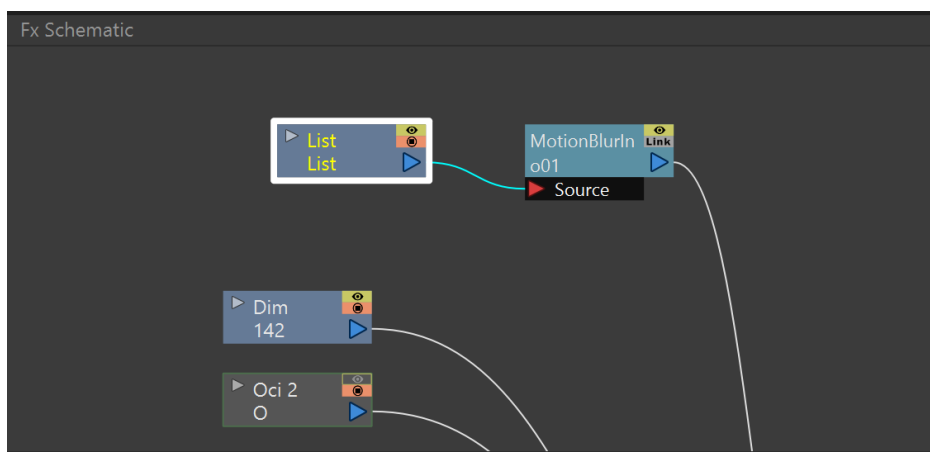 Fx Schematic
List
List
MotionBlurIn
o01
Link
Source
Dim
142
Oci 2
O